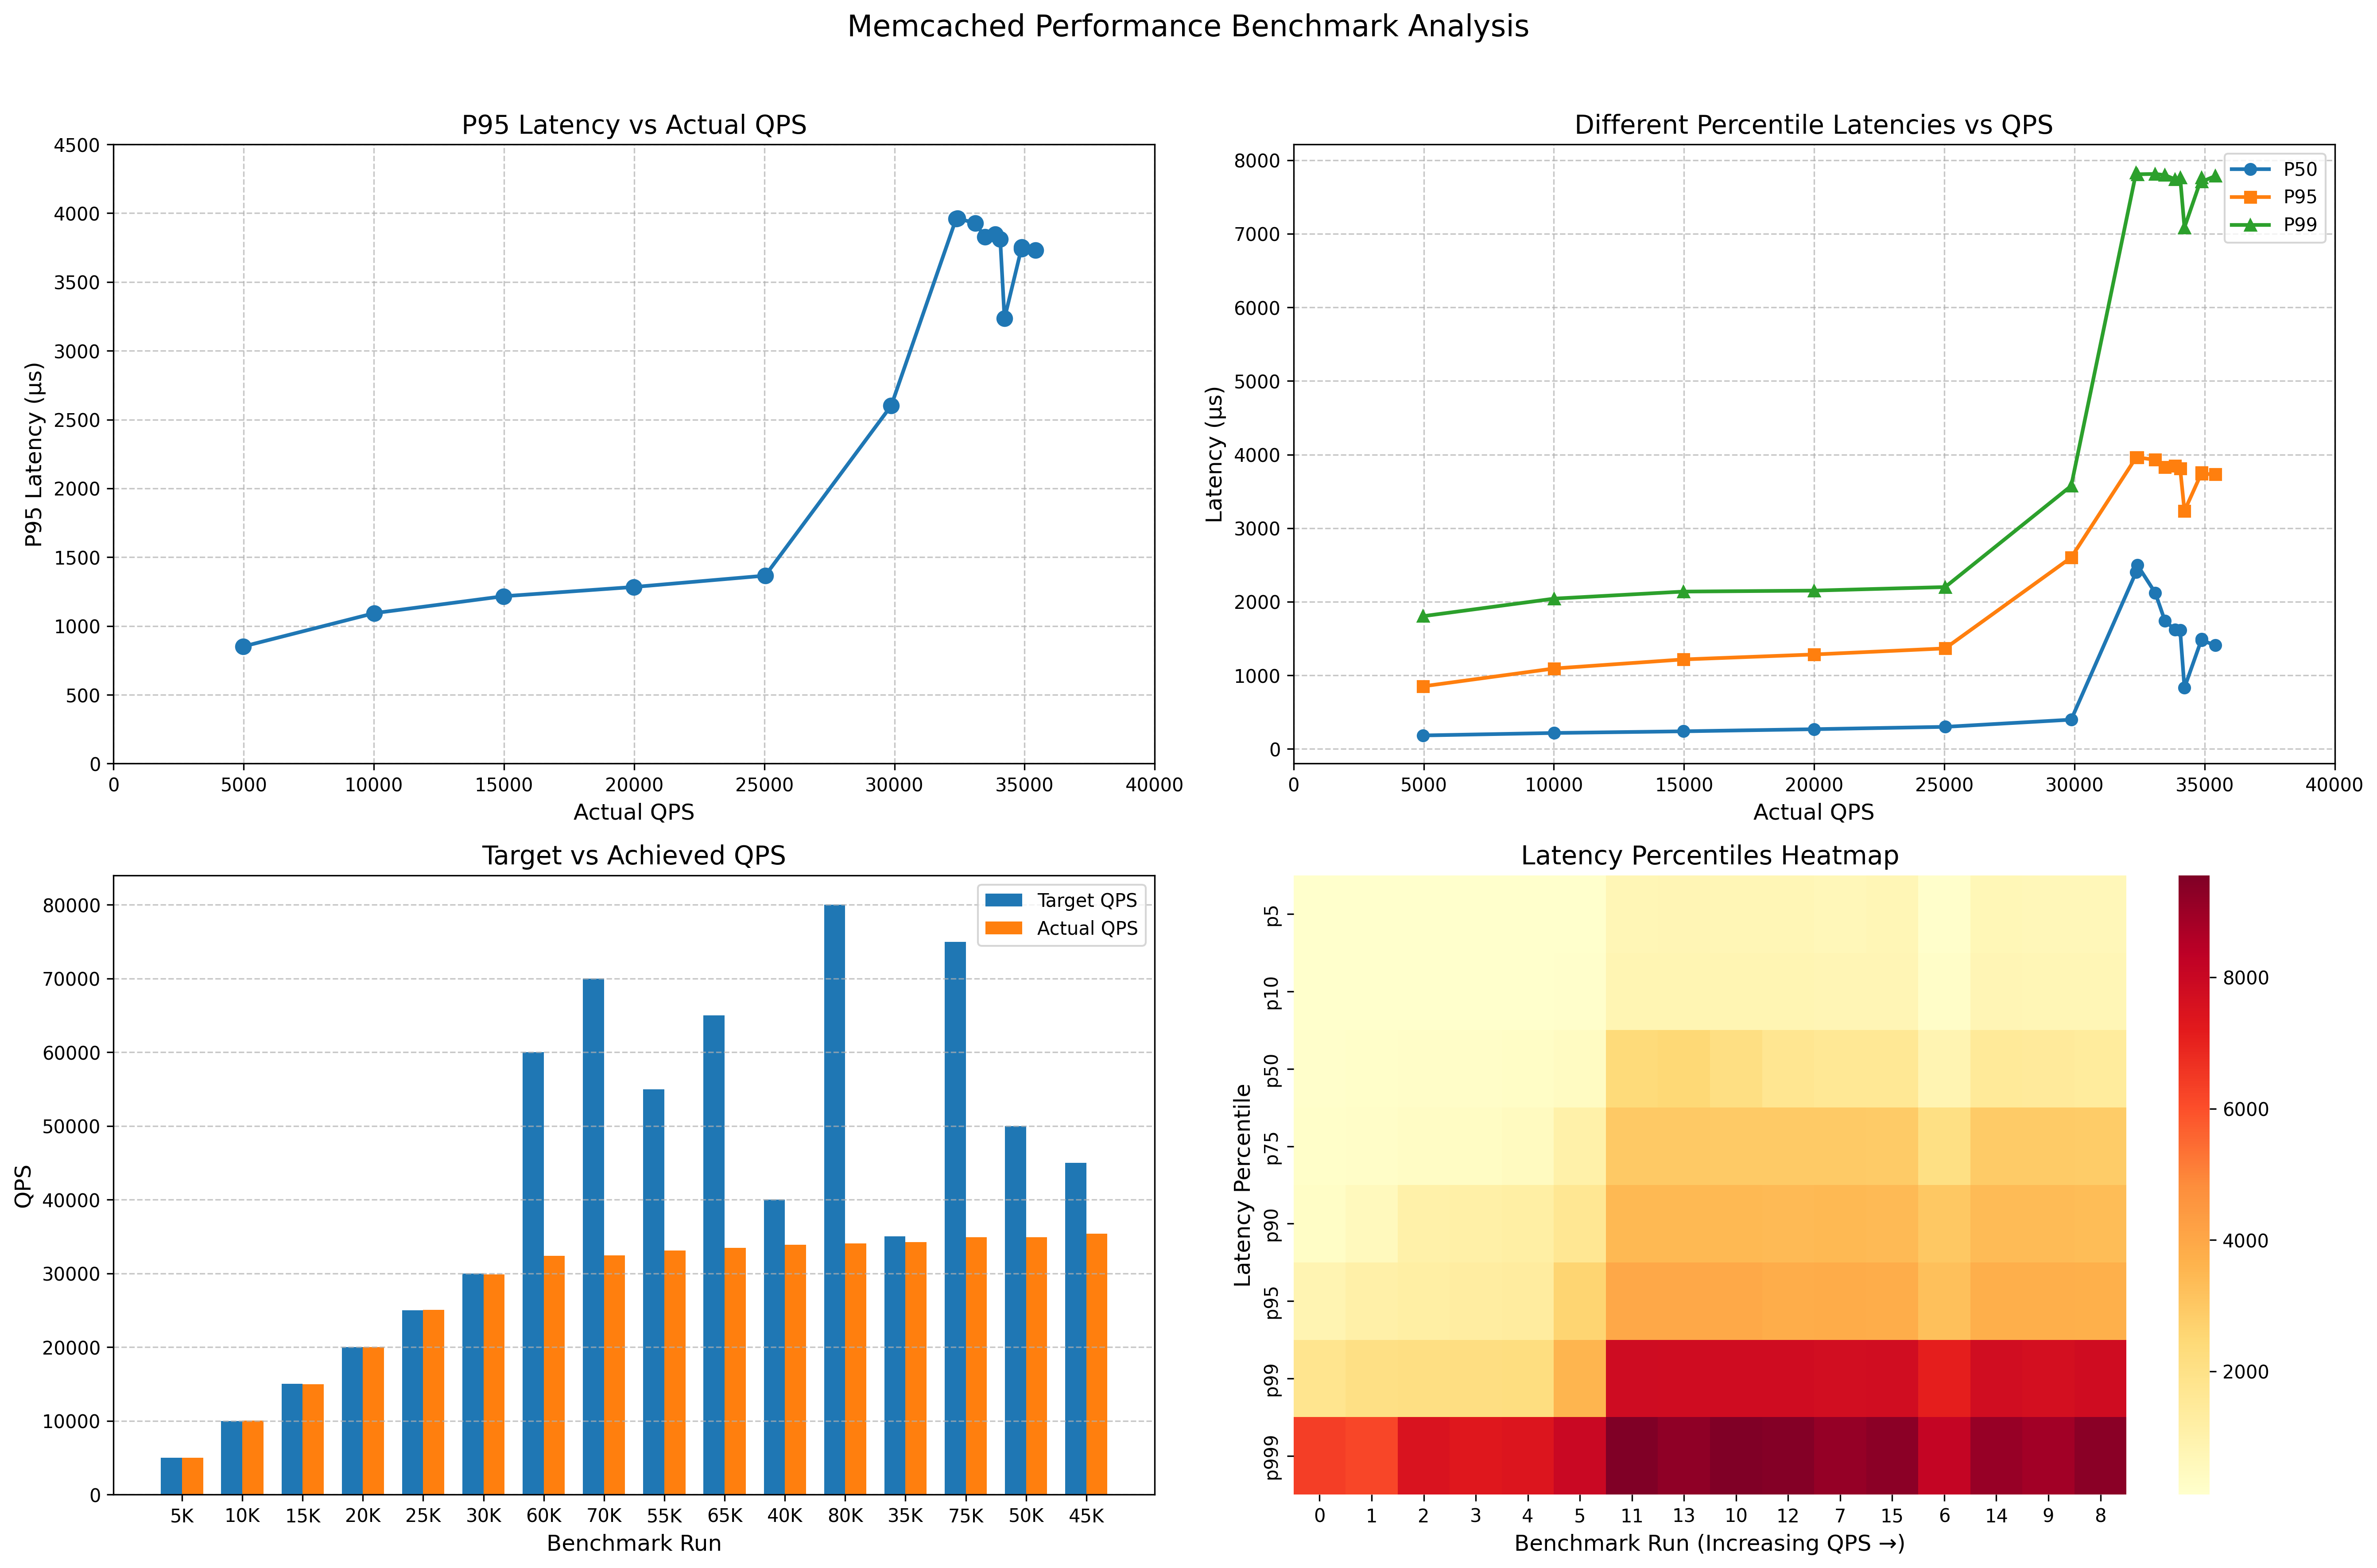 Memcached Performance Benchmark Analysis
P95 Latency vs Actual QPS
4500
4000
3500
3000
2500
2000
1500
1000
500
0
P95 Latency (μs)
0 5000 10000 15000 20000 25000 30000 35000 40000
Actual QPS
Different Percentile Latencies vs QPS
P50
P95
P99
8000
7000
6000
5000
4000
3000
2000
1000
0
Latency (μs)
0 5000 10000 15000 20000 25000 30000 35000 40000
Actual QPS
Target vs Achieved QPS
Target QPS
Actual QPS
80000
70000
60000
50000
40000
30000
20000
10000
0
QPS
5K 10K 15K 20K 25K 30K 60K 70K 55K 65K 40K 80K 35K 75K 50K 45K
Benchmark Run
Latency Percentiles Heatmap
p5
p10
p50
p75
p90
p95
p99
p999
Latency Percentile
0 1 2 3 4 5 11 13 10 12 7 15 6 14 9 8
Benchmark Run (Increasing QPS →)
8000
6000
4000
2000